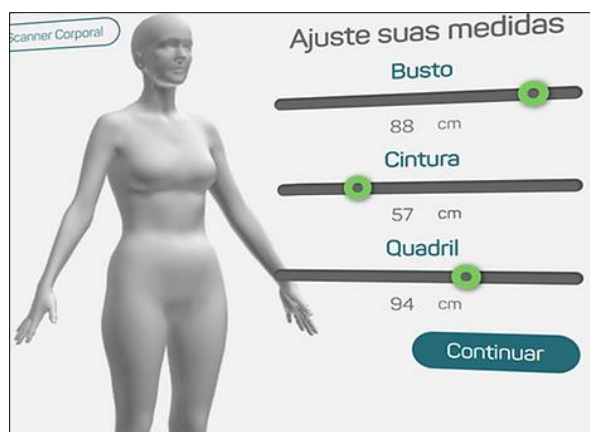 Scanner Corporal
Ajuste suas medidas
Busto
88 cm
Cintura
57 cm
Quadril
94 cm
Continuar